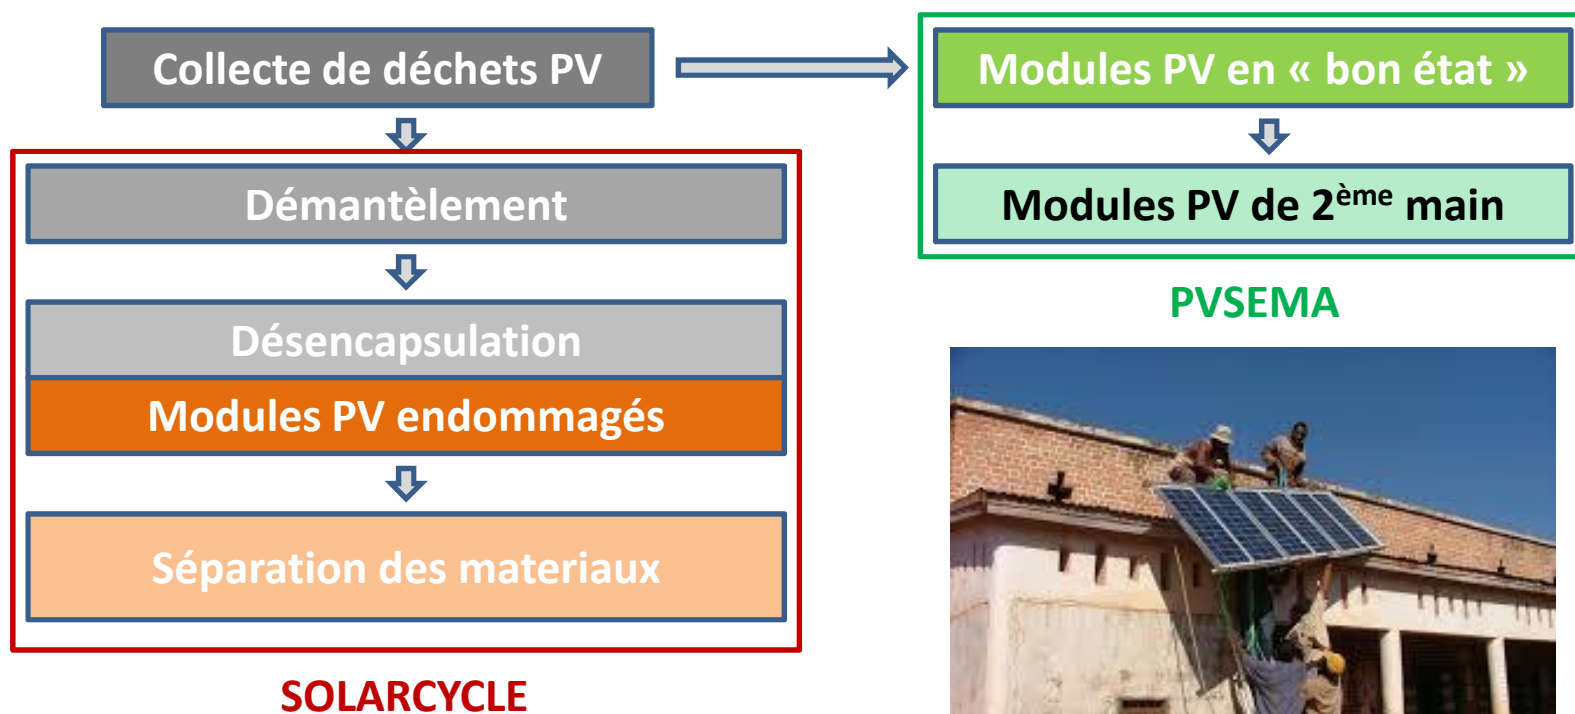 Collecte de déchets PV
Modules PV en « bon état »
Démantèlement
Modules PV de 2ème main
Désencapsulation
PVSEMA
Modules PV endommagés
Séparation des materiaux
SOLARCYCLE